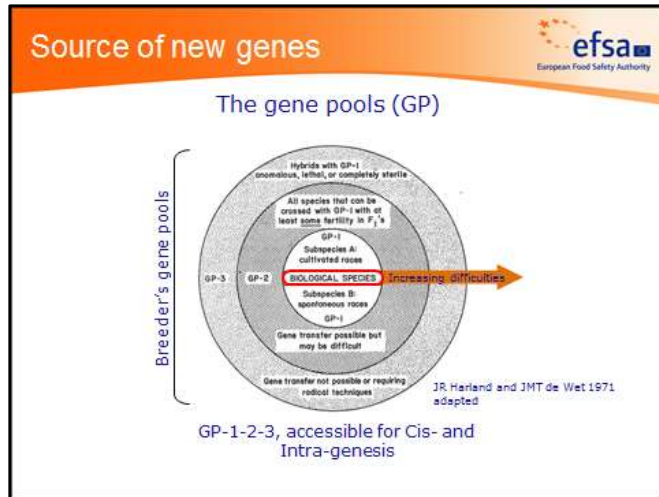 Source of new genes
efsa
European Food Safety Authority
The gene pools (GP)
Breeder's gene pools
Hybrids with GP-1
anomalous, lethal, or completely sterile
All species that can be
crossed with GP-1 with at
least some fertility in F1's
GP-1
Subspecies A:
cultivated races
GP-3
GP-2
BIOLOGICAL SPECIES
Increasing difficulties
Subspecies B:
spontaneous races
GP-1
Gene transfer possible but
may be difficult
Gene transfer not possible or requiring
radical techniques
JR Harland and JMT de Wet 1971
adapted
GP-1-2-3, accessible for Cis- and
Intra-genesis